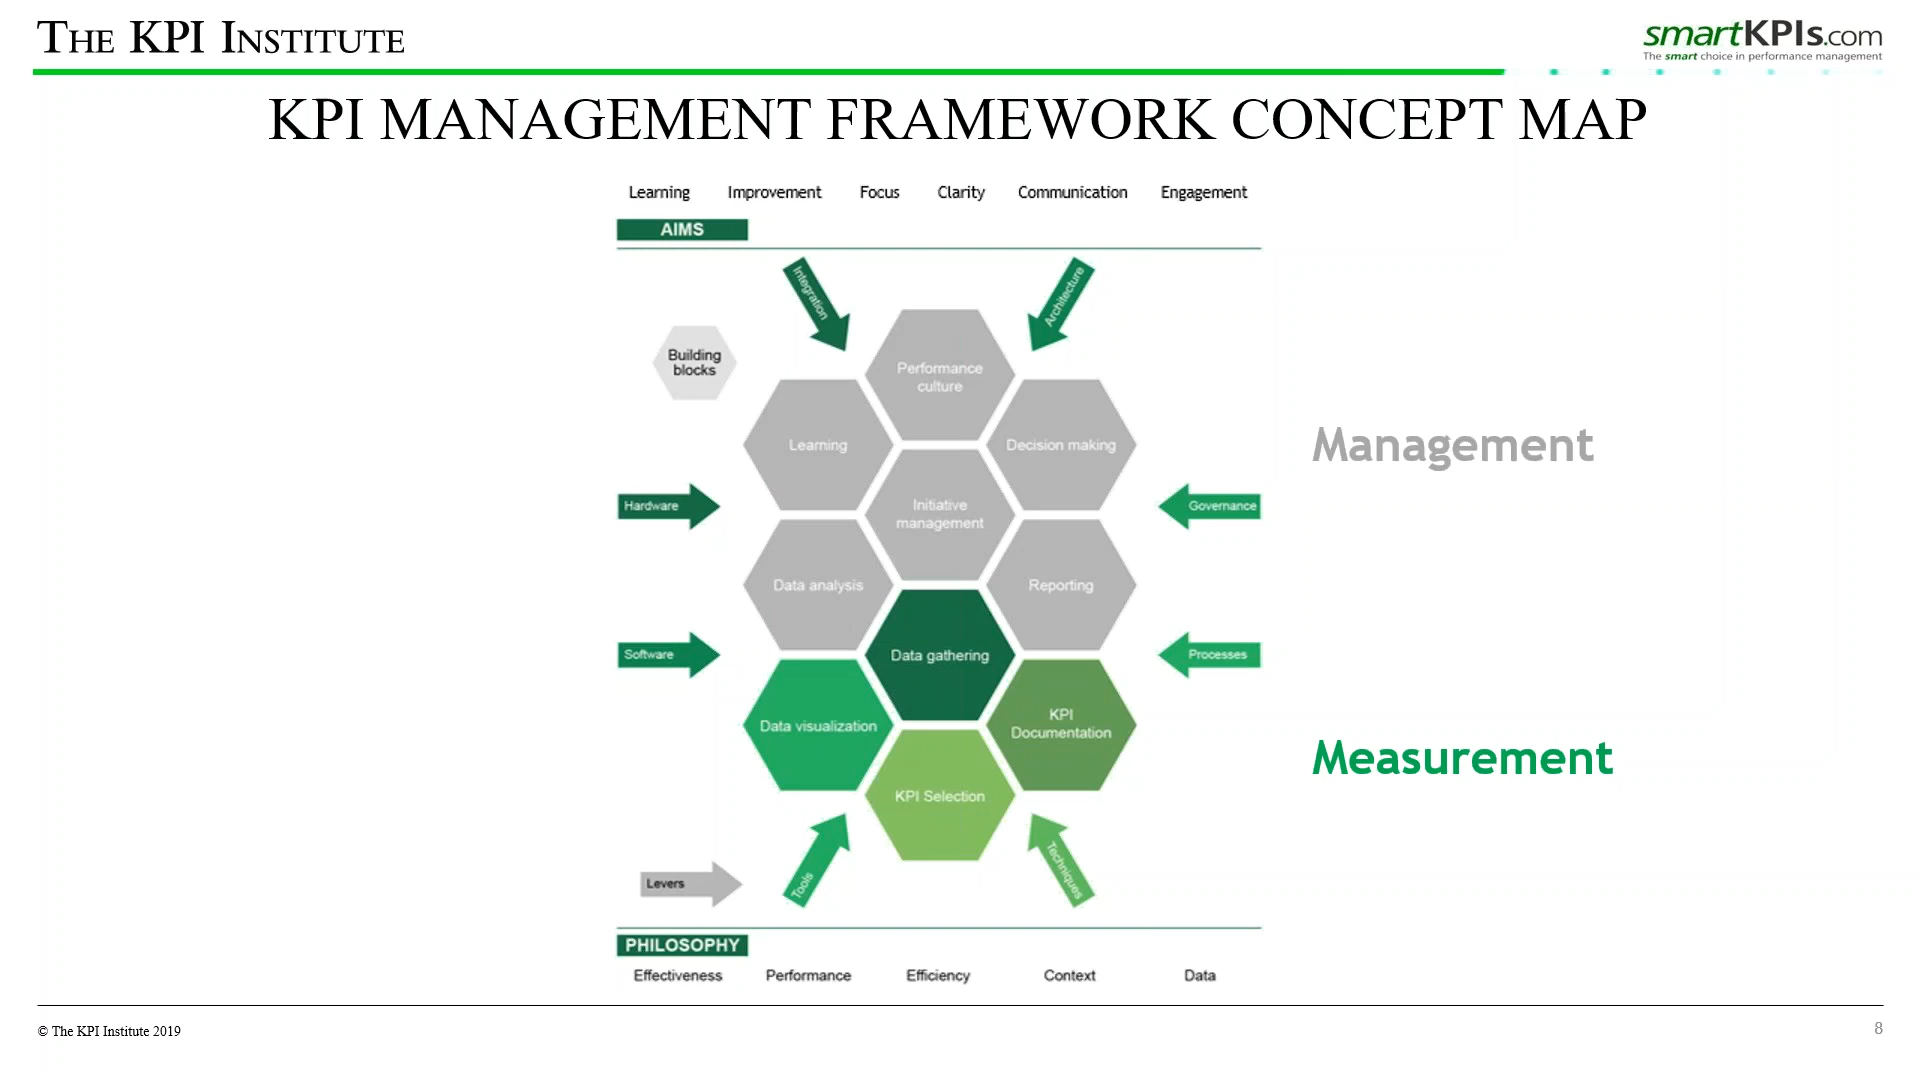 THE KPI INSTITUTE
smartKPIs.com
The smart choice in performance management
KPI MANAGEMENT FRAMEWORK CONCEPT MAP
Learning Improvement Focus Clarity Communication Engagement
AIMS
Integration
Architecture
Building
blocks
Performance
culture
Learning
Decision making
Management
Hardware
Initiative
management
Governance
Data analysis
Reporting
Software
Data gathering
Processes
Data visualization
KPI
Documentation
Measurement
KPI Selection
Levers
Tools
Techniques
PHILOSOPHY
Effectiveness Performance Efficiency Context Data
© The KPI Institute 2019
8